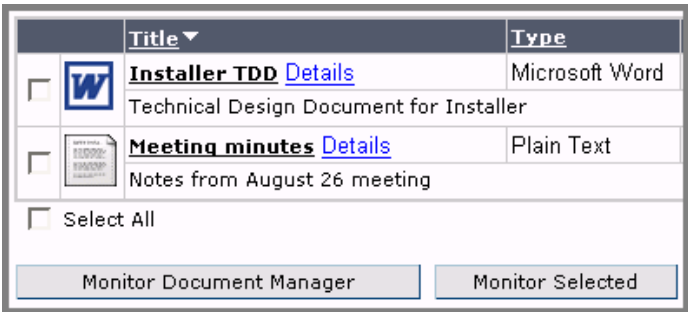 Title Type
Installer TDD Details Microsoft Word
Technical Design Document for Installer
Meeting minutes Details Plain Text
Notes from August 26 meeting
Select All
Monitor Document Manager Monitor Selected